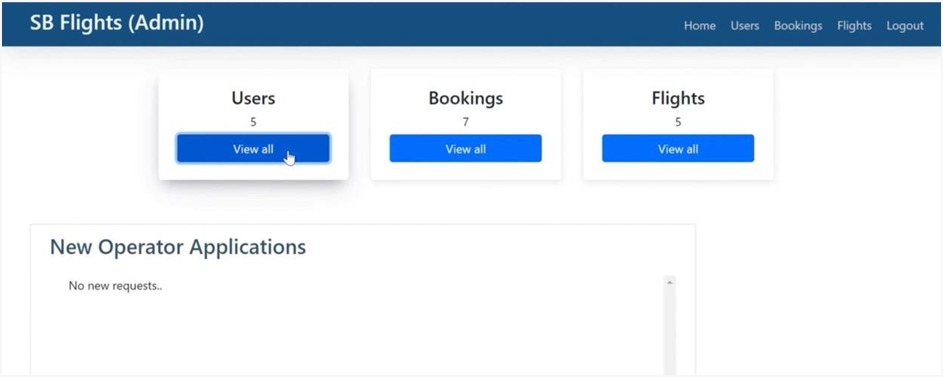 SB Flights (Admin)
Home Users Bookings Flights Logout
Users Bookings Flights
5 7 5
View all View all View all
New Operator Applications
No new requests..